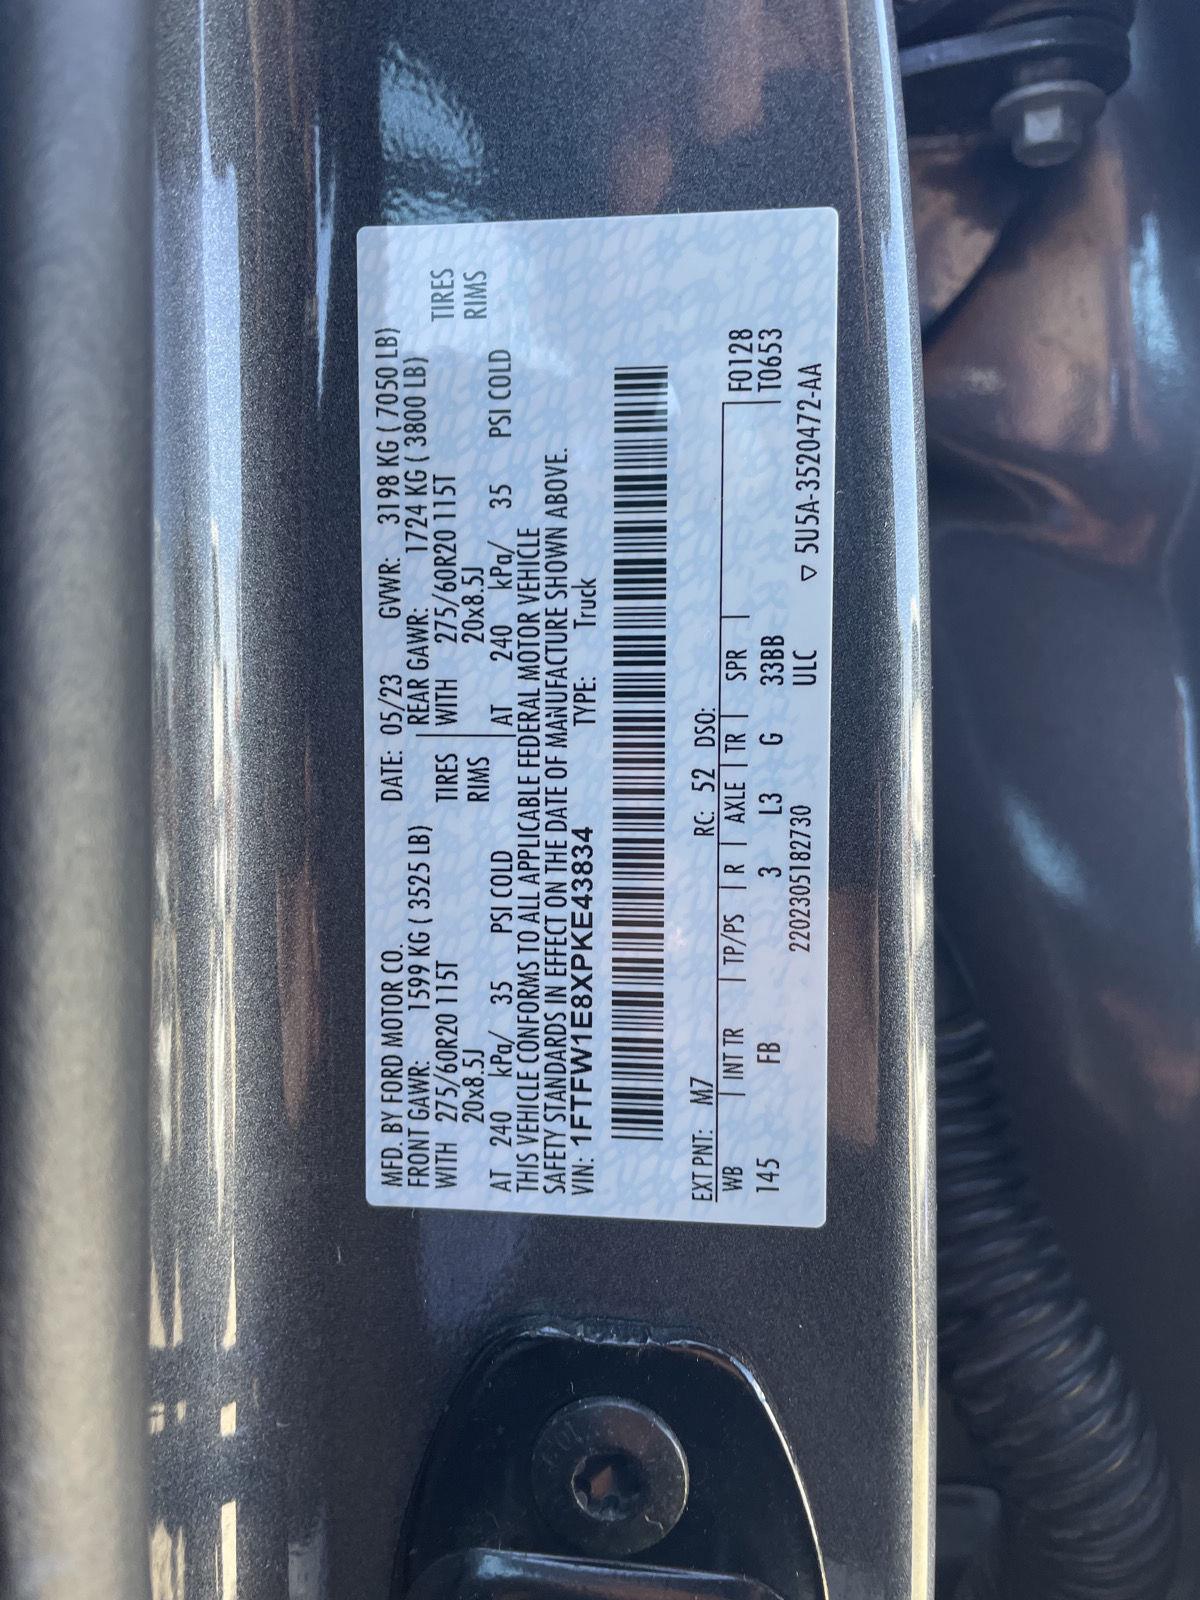 MFD. BY FORD MOTOR CO. DATE: 05/23 GVWR: 3198 KG ( 7050 LB)
FRONT GAWR: 1599 KG ( 3525 LB) REAR GAWR: 1724 KG ( 3800 LB)
WITH 275/60R20 115T TIRES WITH 275/60R20 115T TIRES
20x8.5J RIMS 20x8.5J RIMS
AT 240 kPa/ 35 PSI COLD AT 240 kPa/ 35 PSI COLD
THIS VEHICLE CONFORMS TO ALL APPLICABLE FEDERAL MOTOR VEHICLE
SAFETY STANDARDS IN EFFECT ON THE DATE OF MANUFACTURE SHOWN ABOVE.
VIN: 1FTFW1E8XPKE43834 TYPE: Truck
EXT PNT: M7 RC: 52 DSO:
WB INT TR TP/PS R AXLE TR SPR F0128
145 FB 3 L3 G 33BB T0653
2202305182730 ULC ▽ 5U5A-3520472-AA